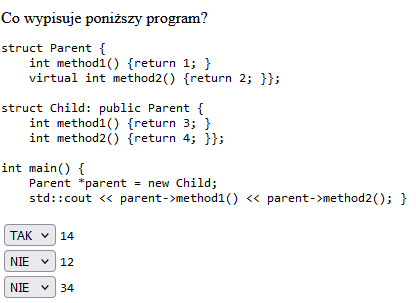 Co wypisuje poniższy program?
struct Parent {
    int method1() {return 1; }
    virtual int method2() {return 2; }};
struct Child: public Parent {
    int method1() {return 3; }
    int method2() {return 4; }};
int main() {
    Parent *parent = new Child;
    std::cout << parent->method1() << parent->method2(); }
TAK 14
NIE 12
NIE 34